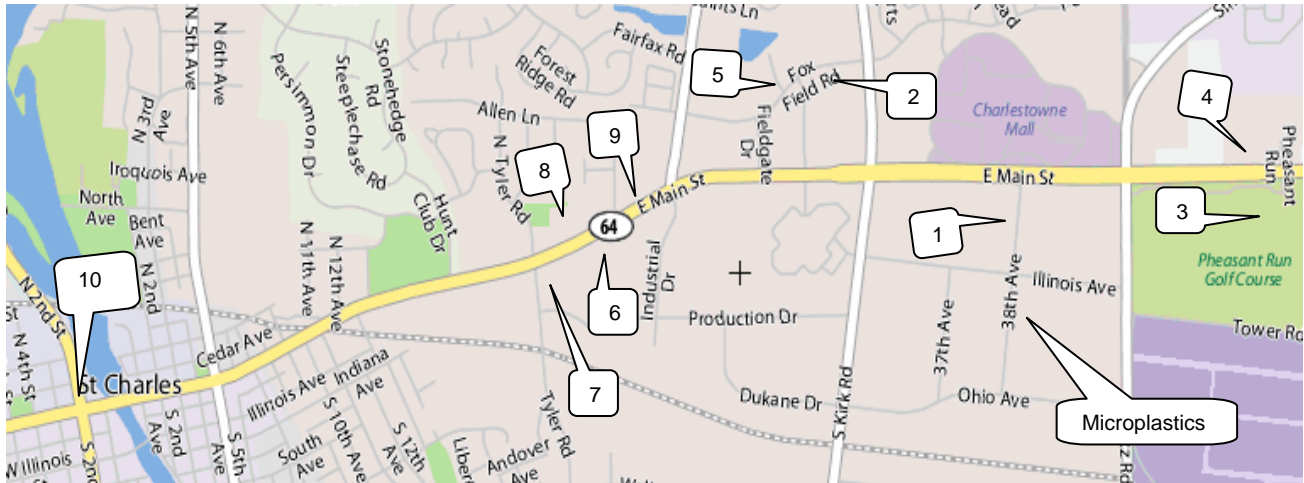 N 5th Ave
N 6th Ave
Fairfax Rd
Forest
Ridge Rd
Stonehedge
Rd
Steeplechase Rd
Persimmon Dr
N 3rd
Ave
Allen Ln
5
Fox
Field Rd
2
Charlestowne
Mall
4
Pheasant
Run
9
Fieldgate
Dr
Iroquois Ave
8
N Tyler Rd
E Main St
E Main St
North
Ave
Bent
Ave
Hunt
Club Dr
64
1
3
N 11th Ave
N 12th Ave
N 2nd
10
6
Industrial
Dr
38th Ave
Illinois Ave
Pheasant Run
Golf Course
N 2nd St
St
N 4th St
Production Dr
Tower Rd
37th Ave
Cedar Ave
St Charles
Illinois Ave
Indiana
Ave
7
S Kirk Rd
Dukane Dr
Ohio Ave
Microplastics
S 2nd
Ave
S 5th
Ave
South
Ave
S 10th Ave
S 12th
Ave
Tyler Rd
Andover
Ave
W Illinois
S 2nd
tz Rd